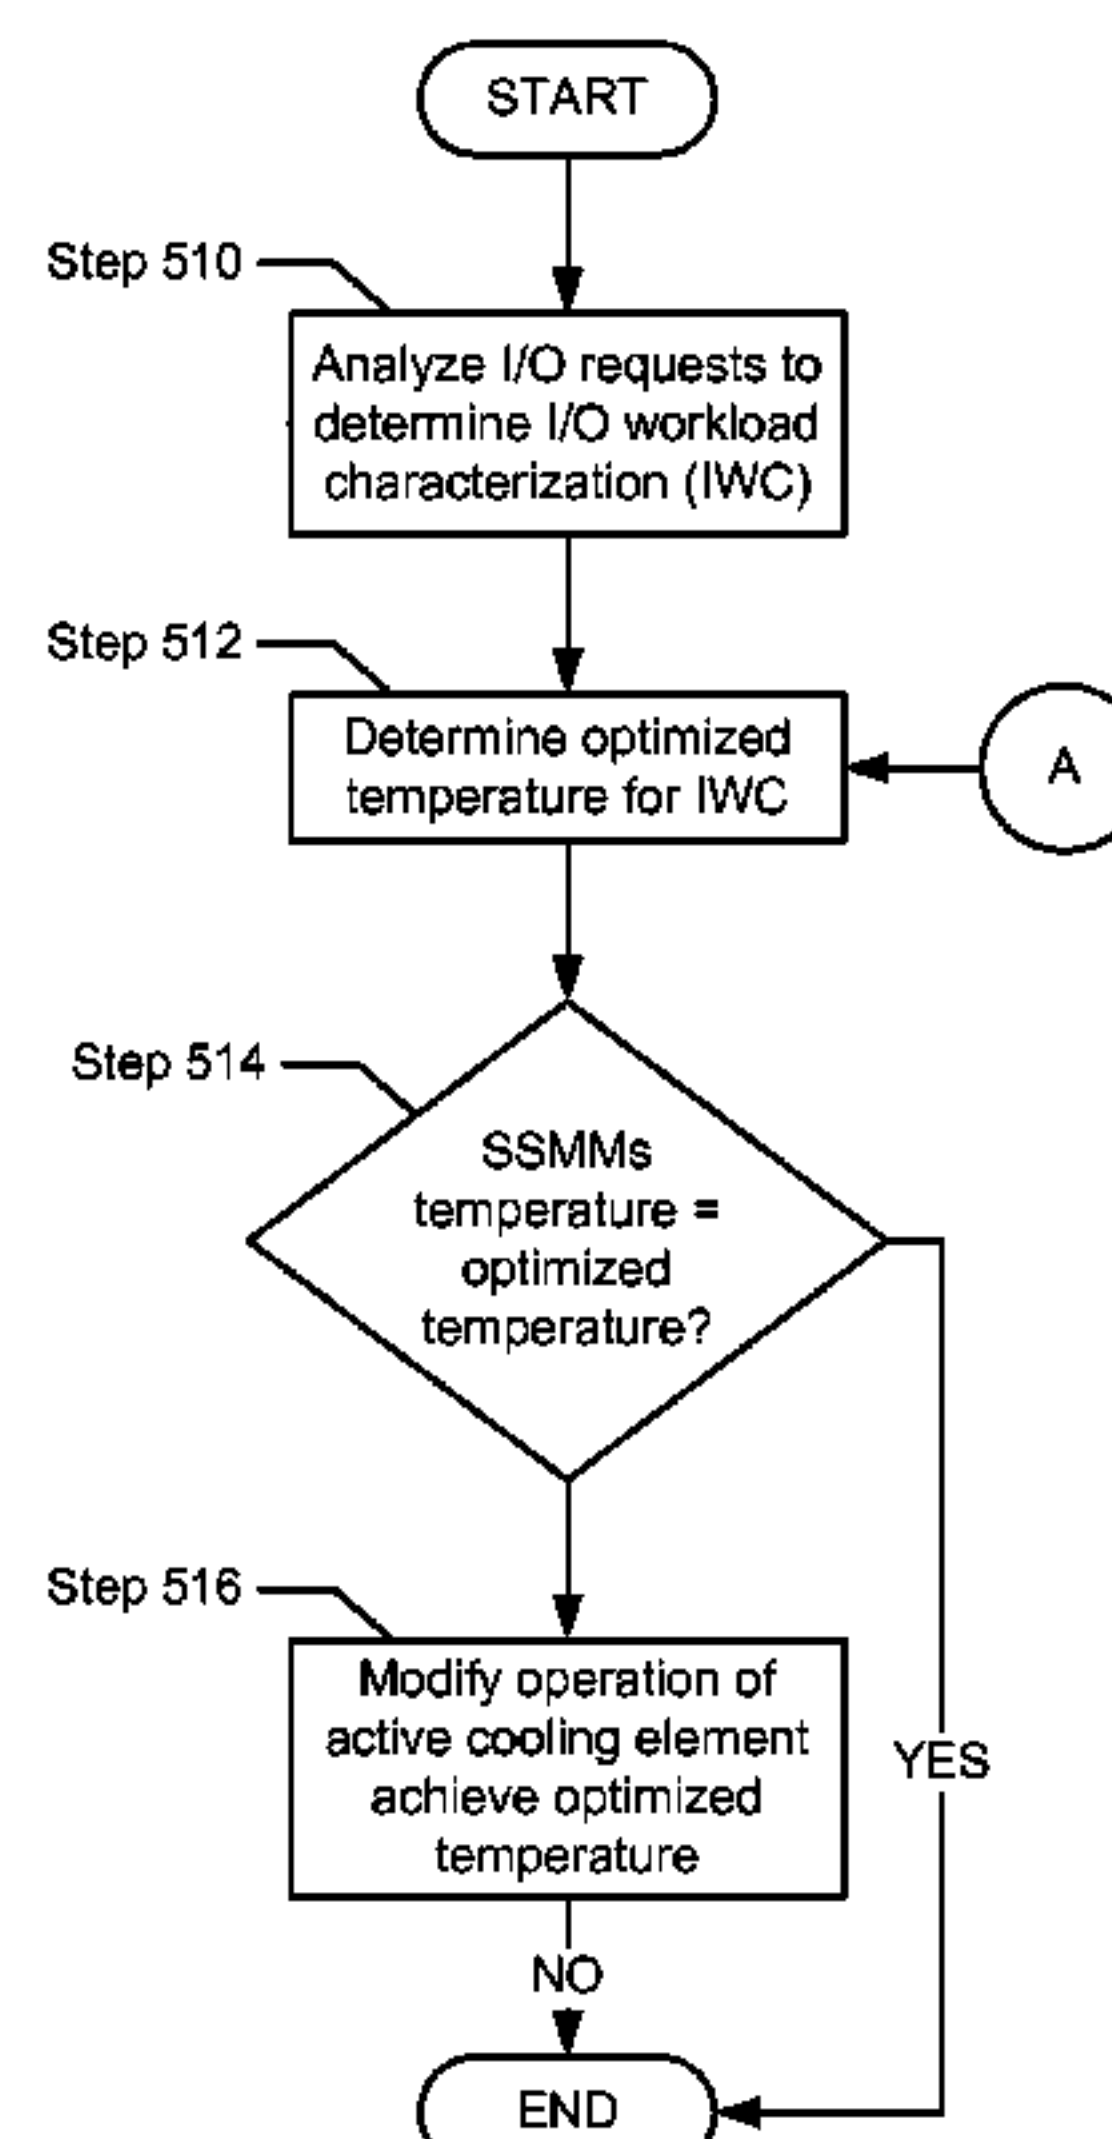 START
Step 510
Analyze I/O requests to
determine I/O workload
characterization (IWC)
Step 512
Determine optimized
temperature for IWC
A
Step 514
SSMMs
temperature =
optimized
temperature?
Step 516
Modify operation of
active cooling element
achieve optimized
temperature
YES
NO
END